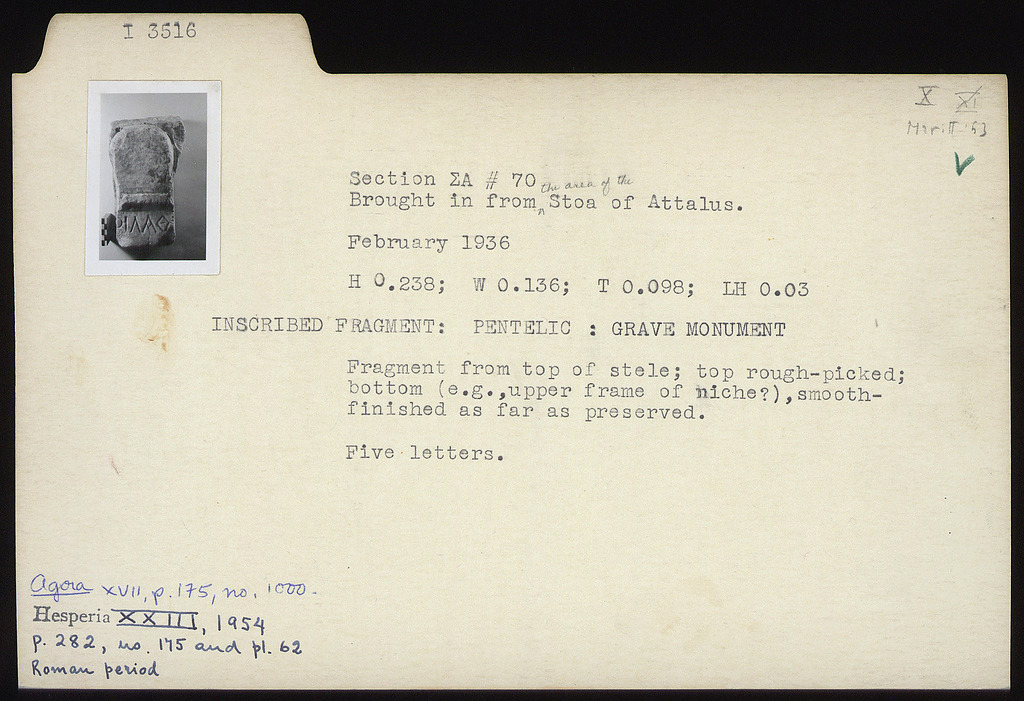 I 3516
X XI
Meritt '53
Section ΣΑ # 70
the area of the
Brought in from Stoa of Attalus.
February 1936
H 0.238; W 0.136; T 0.098; LH 0.03
INSCRIBED FRAGMENT: PENTELIC : GRAVE MONUMENT
Fragment from top of stele; top rough-picked;
bottom (e.g.,upper frame of niche?),smooth-
finished as far as preserved.
Five letters.
Agora XVII, p. 175, no. 1000.
Hesperia XXIII, 1954
p. 282, no. 175 and pl. 62
Roman period